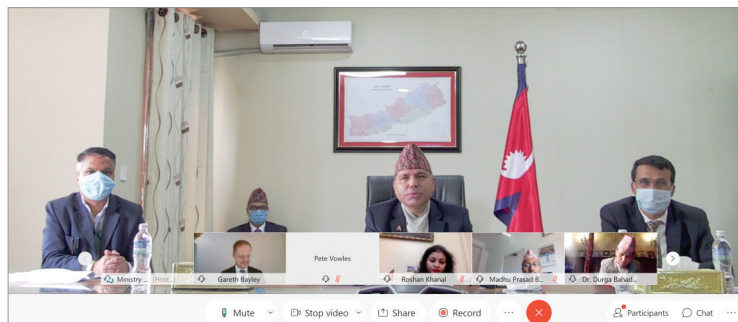 Pete Vowles
Ministry ... (Host...
Gareth Bayley
Roshan Khanal
Madhu Prasad B...
Dr. Durga Bahad...
Mute
Stop video
Share
Record
Participants
Chat